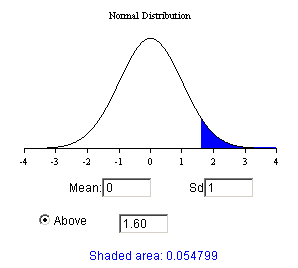 Normal Distribution
-4 -3 -2 -1 0 1 2 3 4
Mean: 0 Sd 1
Above 1.60
Shaded area: 0.054799